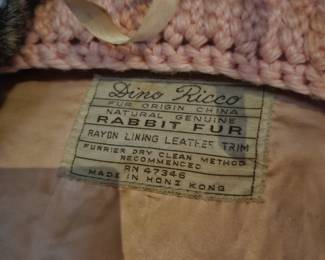 Dino Ricco
FUR ORIGIN CHINA
NATURAL GENUINE
RABBIT FUR
RAYON LINING LEATHER TRIM
FURRIER DRY CLEAN METHOD
RECOMMENDED
RN 47346
MADE IN HONG KONG